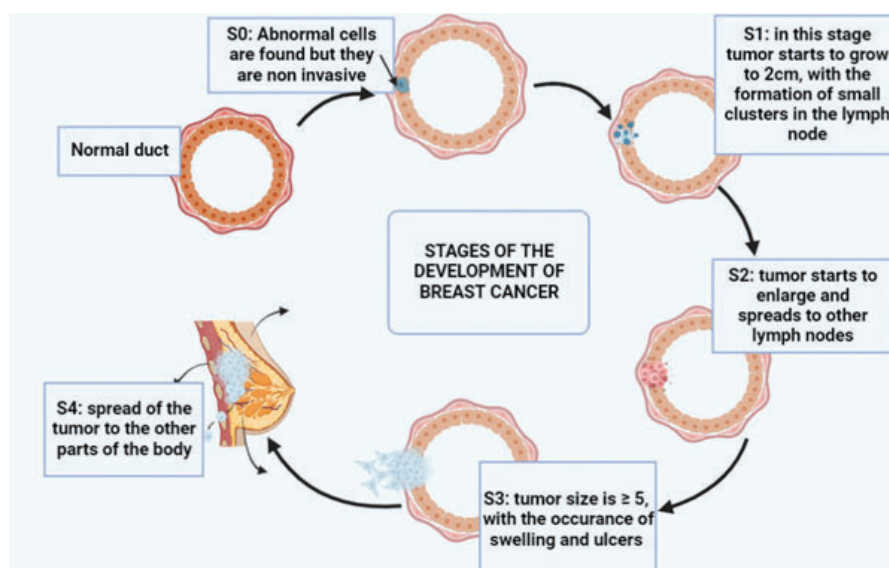 Normal duct
S0: Abnormal cells
are found but they
are non invasive
S1: in this stage
tumor starts to grow
to 2cm, with the
formation of small
clusters in the lymph
node
S2: tumor starts to
enlarge and
spreads to other
lymph nodes
S3: tumor size is ≥ 5,
with the occurance of
swelling and ulcers
S4: spread of the
tumor to the other
parts of the body
STAGES OF THE
DEVELOPMENT OF
BREAST CANCER